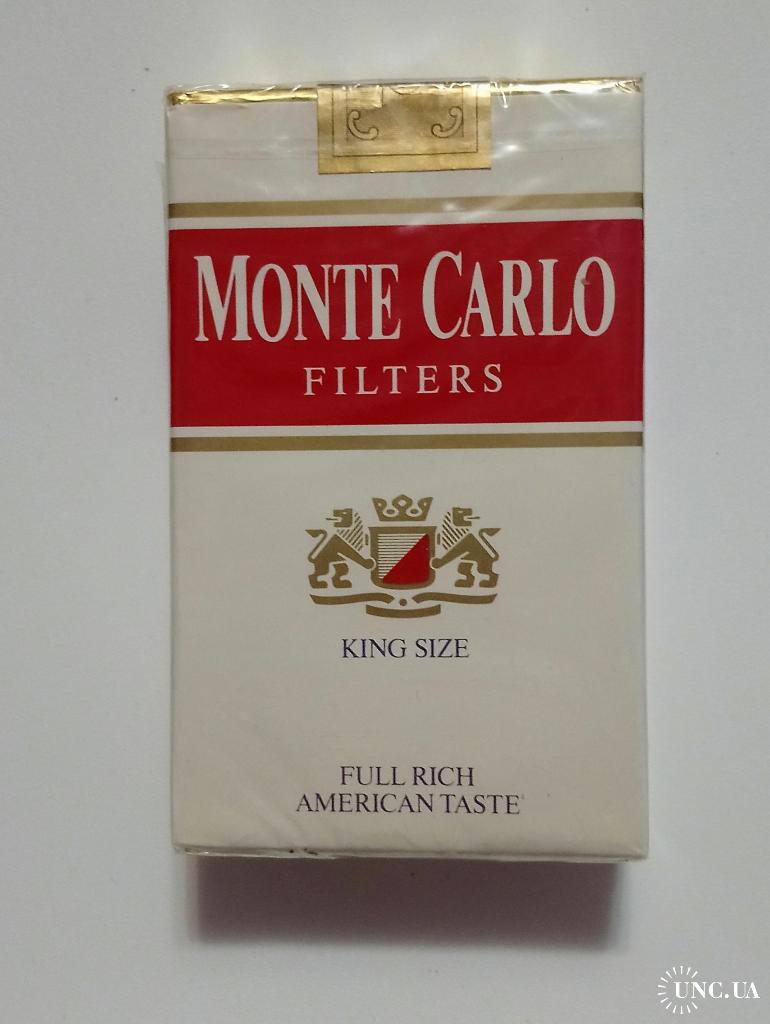 MONTE CARLO
FILTERS
KING SIZE
FULL RICH
AMERICAN TASTE
UNC.UA